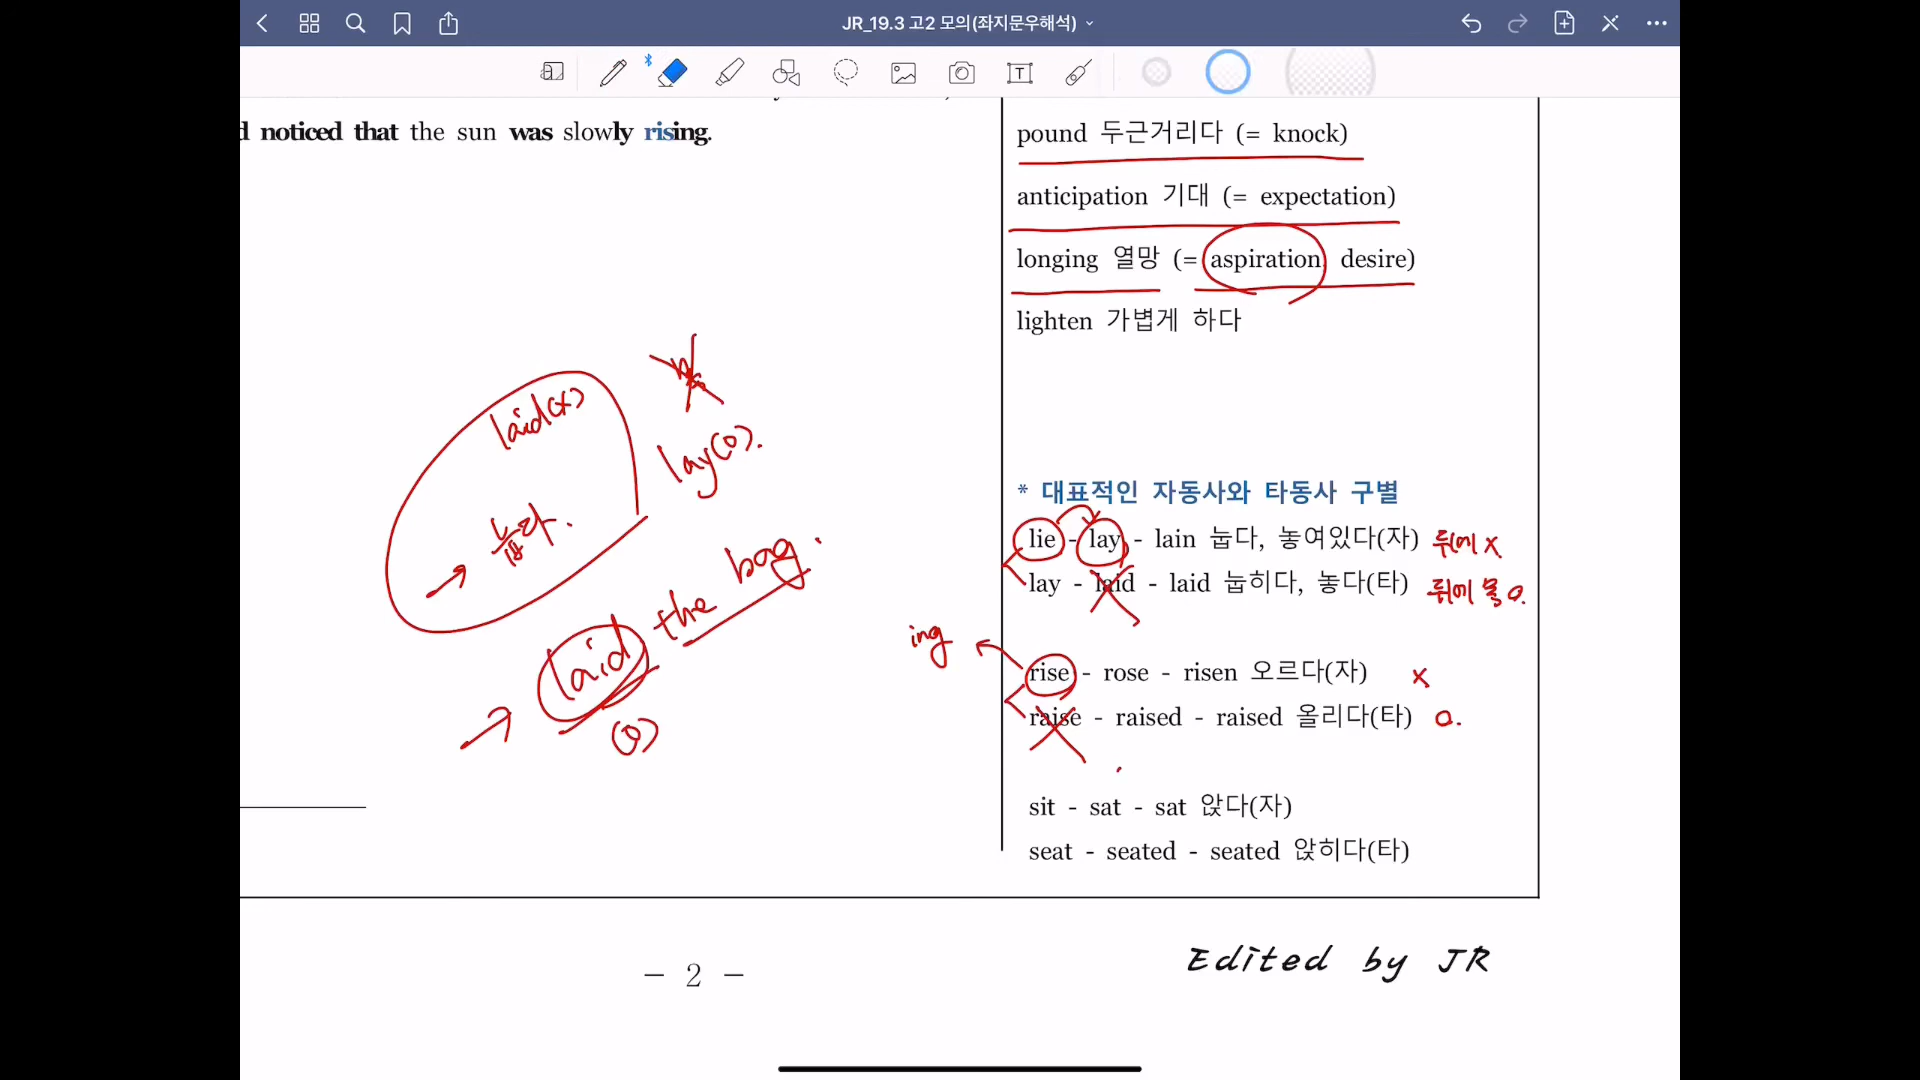 JR_19.3 고2 모의(좌지문우해석)
d noticed that the sun was slowly rising.
pound 두근거리다 (= knock)
anticipation 기대 (= expectation)
longing 열망 (= aspiration, desire)
lighten 가볍게 하다
laid(x)
lay(o).
눕다.
laid the bag.
(o)
* 대표적인 자동사와 타동사 구별
lie - lay - lain 눕다, 놓여있다(자) 뒤에 x
lay - laid - laid 눕히다, 놓다(타) 뒤에 목 o.
ing
rise - rose - risen 오르다(자) x
raise - raised - raised 올리다(타) o.
sit - sat - sat 앉다(자)
seat - seated - seated 앉히다(타)
- 2 -
Edited by JR